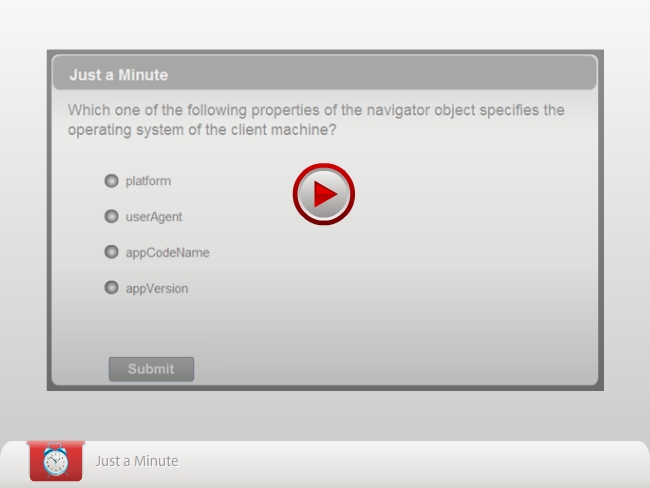 Just a Minute
Which one of the following properties of the navigator object specifies the
operating system of the client machine?
platform
userAgent
appCodeName
appVersion
Submit
Just a Minute